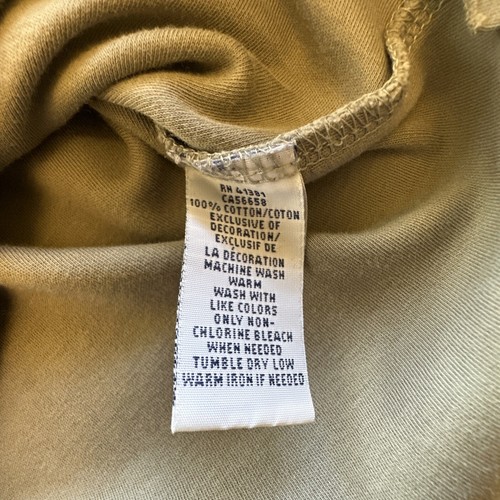 RN 41381
CA56658
100% COTTON/COTON
EXCLUSIVE OF
DECORATION/
EXCLUSIF DE
LA DÉCORATION
MACHINE WASH
WARM
WASH WITH
LIKE COLORS
ONLY NON-
CHLORINE BLEACH
WHEN NEEDED
TUMBLE DRY LOW
WARM IRON IF NEEDED